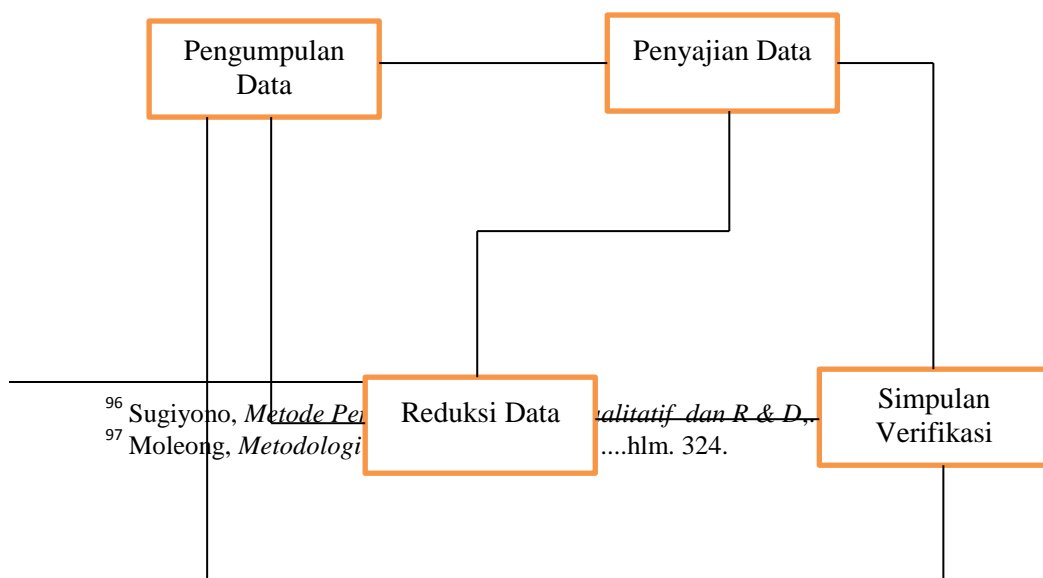 Pengumpulan
Data
Penyajian Data
Reduksi Data
Simpulan
Verifikasi
96 Sugiyono, Metode Pe alitatif dan R & D,.
97 Moleong, Metodologi ....hlm. 324.